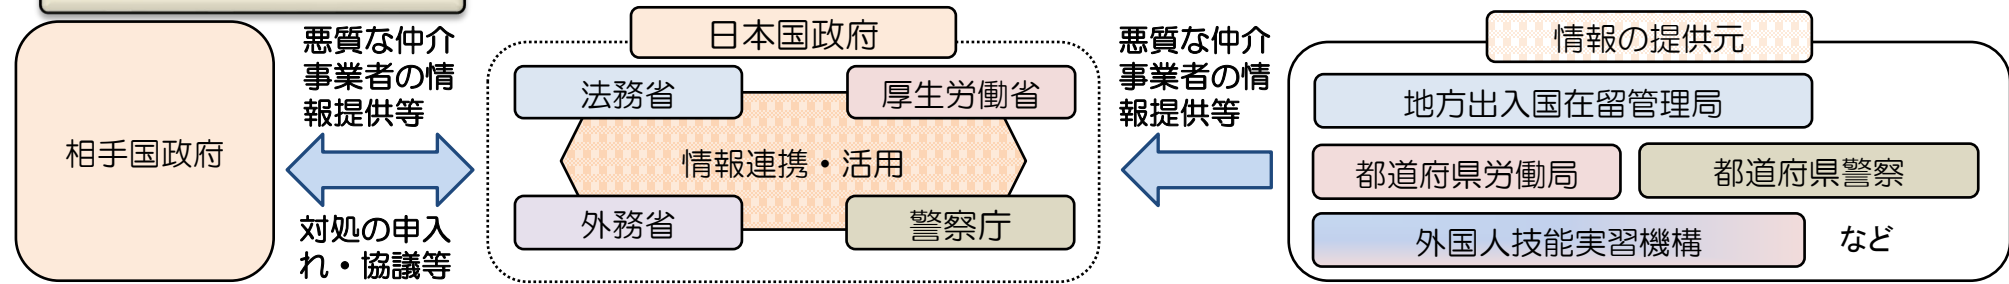 相手国政府
悪質な仲介
事業者の情
報提供等
対処の申入
れ・協議等
日本国政府
法務省
厚生労働省
情報連携・活用
外務省
警察庁
悪質な仲介
事業者の情
報提供等
情報の提供元
地方出入国在留管理局
都道府県労働局
都道府県警察
外国人技能実習機構
など